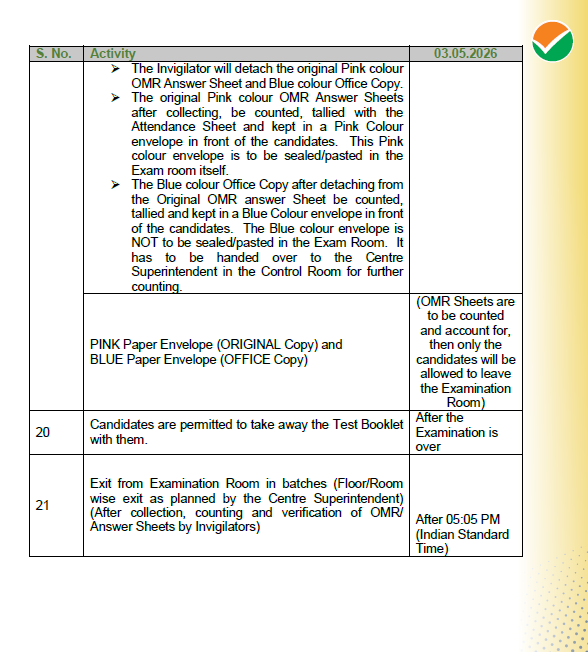 S. No. Activity 03.05.2026
➢ The Invigilator will detach the original Pink colour
OMR Answer Sheet and Blue colour Office Copy.
➢ The original Pink colour OMR Answer Sheets
after collecting, be counted, tallied with the
Attendance Sheet and kept in a Pink Colour
envelope in front of the candidates. This Pink
colour envelope is to be sealed/pasted in the
Exam room itself.
➢ The Blue colour Office Copy after detaching from
the Original OMR answer Sheet be counted,
tallied and kept in a Blue Colour envelope in front
of the candidates. The Blue colour envelope is
NOT to be sealed/pasted in the Exam Room. It
has to be handed over to the Centre
Superintendent in the Control Room for further
counting.
PINK Paper Envelope (ORIGINAL Copy) and
BLUE Paper Envelope (OFFICE Copy)
(OMR Sheets are
to be counted
and account for,
then only the
candidates will be
allowed to leave
the Examination
Room)
20
Candidates are permitted to take away the Test Booklet
with them.
After the
Examination is
over
21
Exit from Examination Room in batches (Floor/Room
wise exit as planned by the Centre Superintendent)
(After collection, counting and verification of OMR/
Answer Sheets by Invigilators)
After 05:05 PM
(Indian Standard
Time)